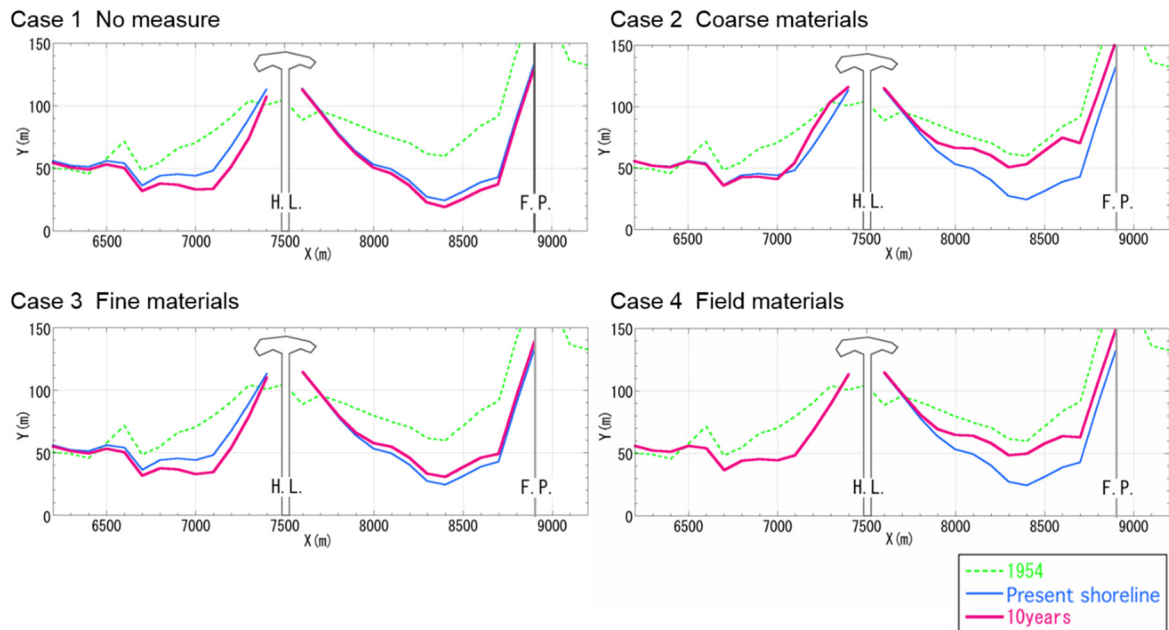 Case 1 No measure
150
100
50
0
Y (m)
H. L.
F. P.
6500
7000
7500
8000
8500
9000
X (m)
Case 2 Coarse materials
150
100
50
0
Y (m)
H. L.
F. P.
6500
7000
7500
8000
8500
9000
X (m)
Case 3 Fine materials
150
100
50
0
Y (m)
H. L.
F. P.
6500
7000
7500
8000
8500
9000
X (m)
Case 4 Field materials
150
100
50
0
Y (m)
H. L.
F. P.
6500
7000
7500
8000
8500
9000
X (m)
1954
Present shoreline
10years